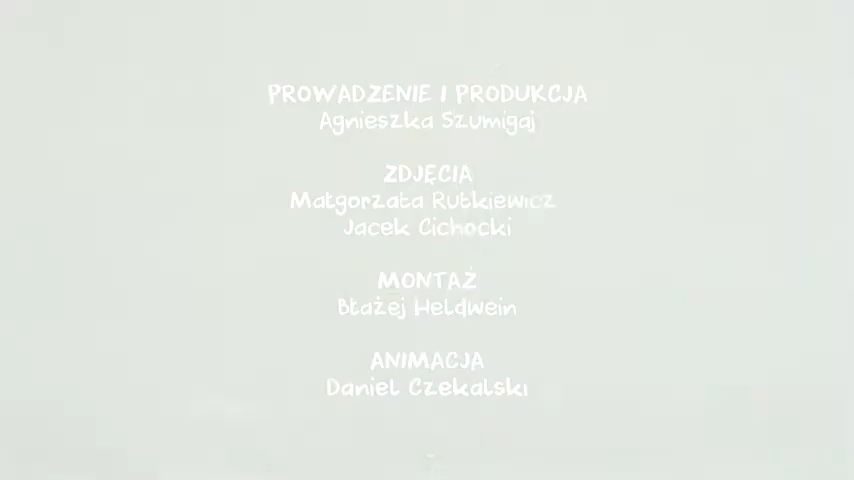 PROWADZENIE I PRODUKCJA
Agnieszka Szumigaj
ZDJĘCIA
Małgorzata Rutkiewicz
Jacek Cichocki
MONTAŻ
Błażej Heldwein
ANIMACJA
Daniel Czekalski